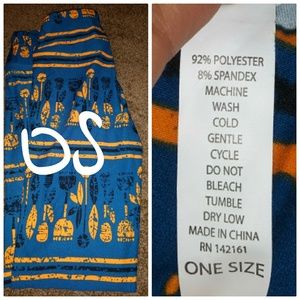 OS
92% POLYESTER
8% SPANDEX
MACHINE
WASH
COLD
GENTLE
CYCLE
DO NOT
BLEACH
TUMBLE
DRY LOW
MADE IN CHINA
RN 142161
ONE SIZE